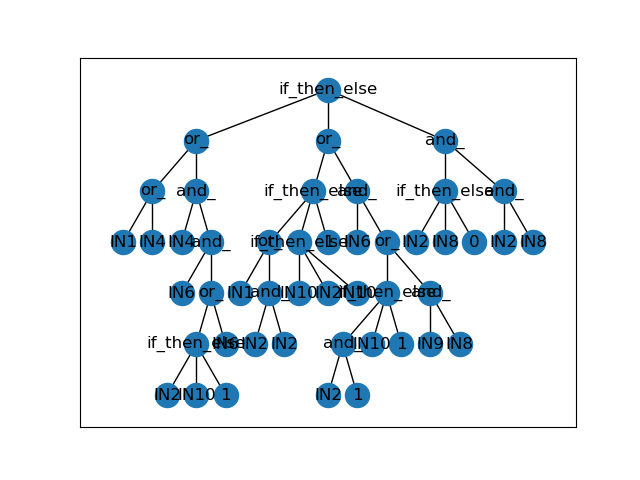 if_then_else
or_ or_ and_
or_ and_ if_then_else and_ if_then_else and_
IN1 IN4 IN4 and_ or_ if_then_else 1 IN6 or_ IN2 IN8 0 IN2 IN8
IN6 or_ IN1 and_ IN10 IN2 IN10 if_then_else and_
if_then_else IN6 IN2 IN2 and_ IN10 1 IN9 IN8
IN2 IN10 1 IN2 1